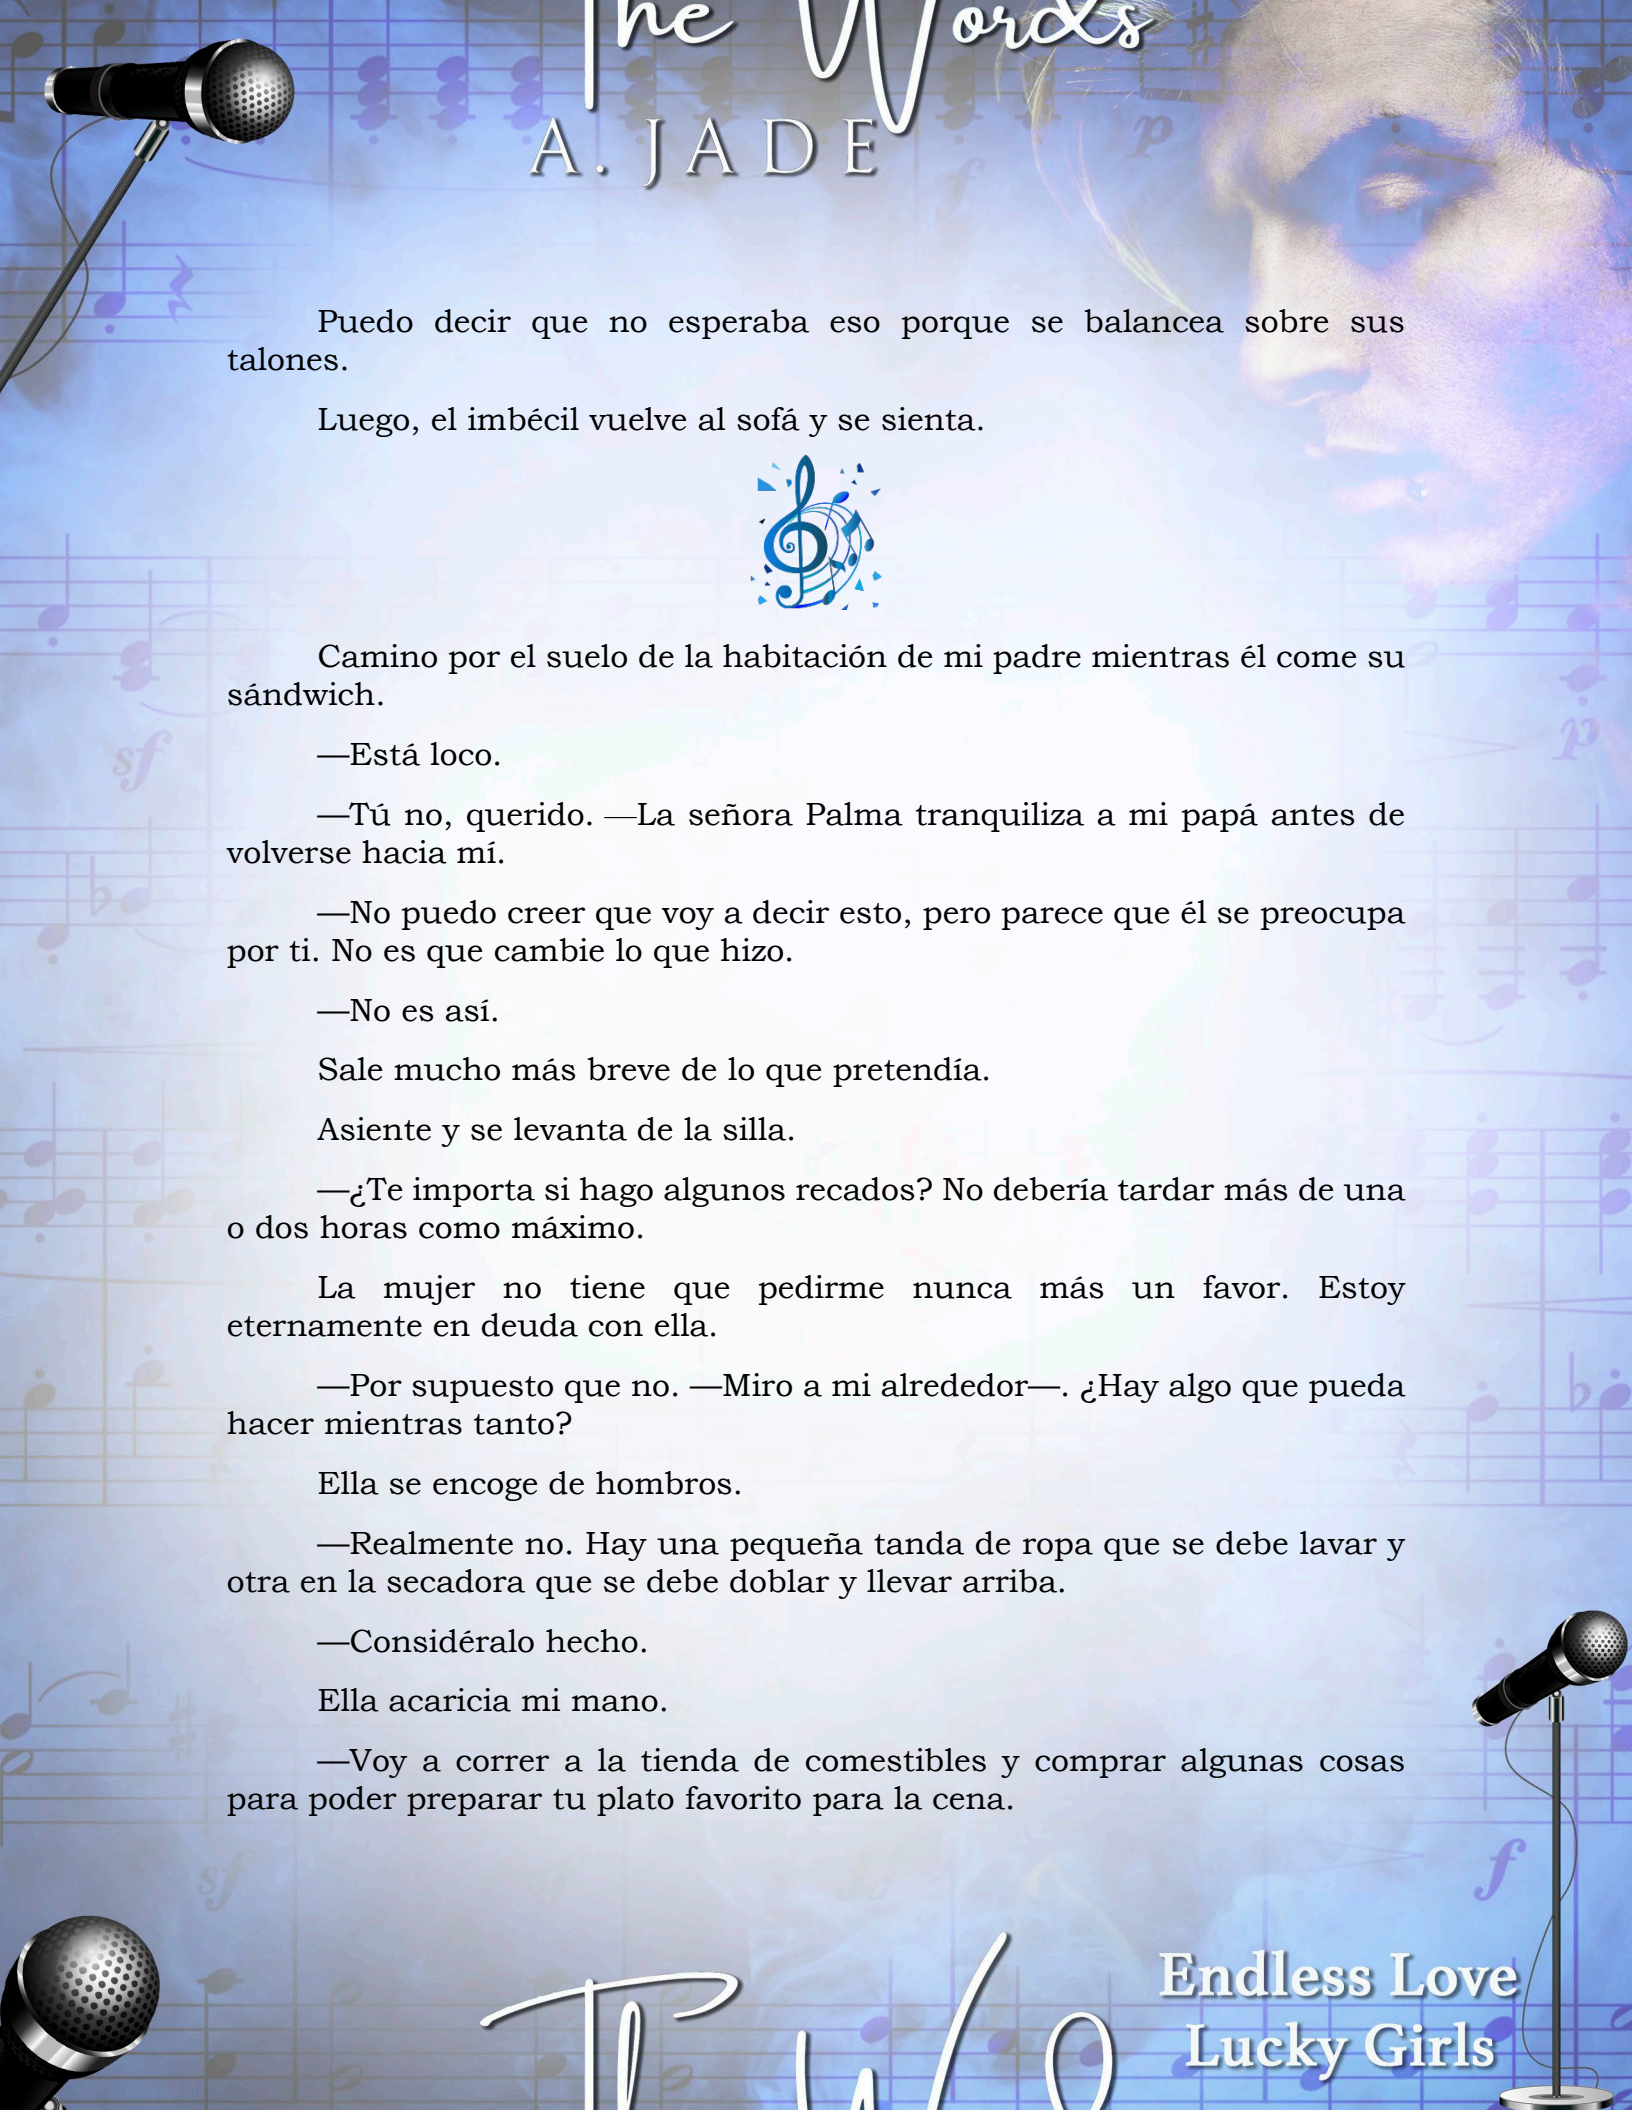 The Words
A. JADE
Puedo decir que no esperaba eso porque se balancea sobre sus
talones.
Luego, el imbécil vuelve al sofá y se sienta.
Camino por el suelo de la habitación de mi padre mientras él come su
sándwich.
—Está loco.
—Tú no, querido. —La señora Palma tranquiliza a mi papá antes de
volverse hacia mí.
—No puedo creer que voy a decir esto, pero parece que él se preocupa
por ti. No es que cambie lo que hizo.
—No es así.
Sale mucho más breve de lo que pretendía.
Asiente y se levanta de la silla.
—¿Te importa si hago algunos recados? No debería tardar más de una
o dos horas como máximo.
La mujer no tiene que pedirme nunca más un favor. Estoy
eternamente en deuda con ella.
—Por supuesto que no. —Miro a mi alrededor—. ¿Hay algo que pueda
hacer mientras tanto?
Ella se encoge de hombros.
—Realmente no. Hay una pequeña tanda de ropa que se debe lavar y
otra en la secadora que se debe doblar y llevar arriba.
—Considéralo hecho.
Ella acaricia mi mano.
—Voy a correr a la tienda de comestibles y comprar algunas cosas
para poder preparar tu plato favorito para la cena.
Endless Love
Lucky Girls